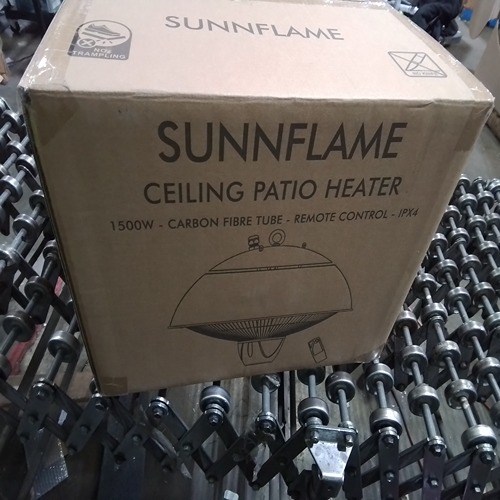 SUNNFLAME
NO
TRAMPLING
SUNNFLAME
CEILING PATIO HEATER
1500W - CARBON FIBRE TUBE - REMOTE CONTROL - IPX4